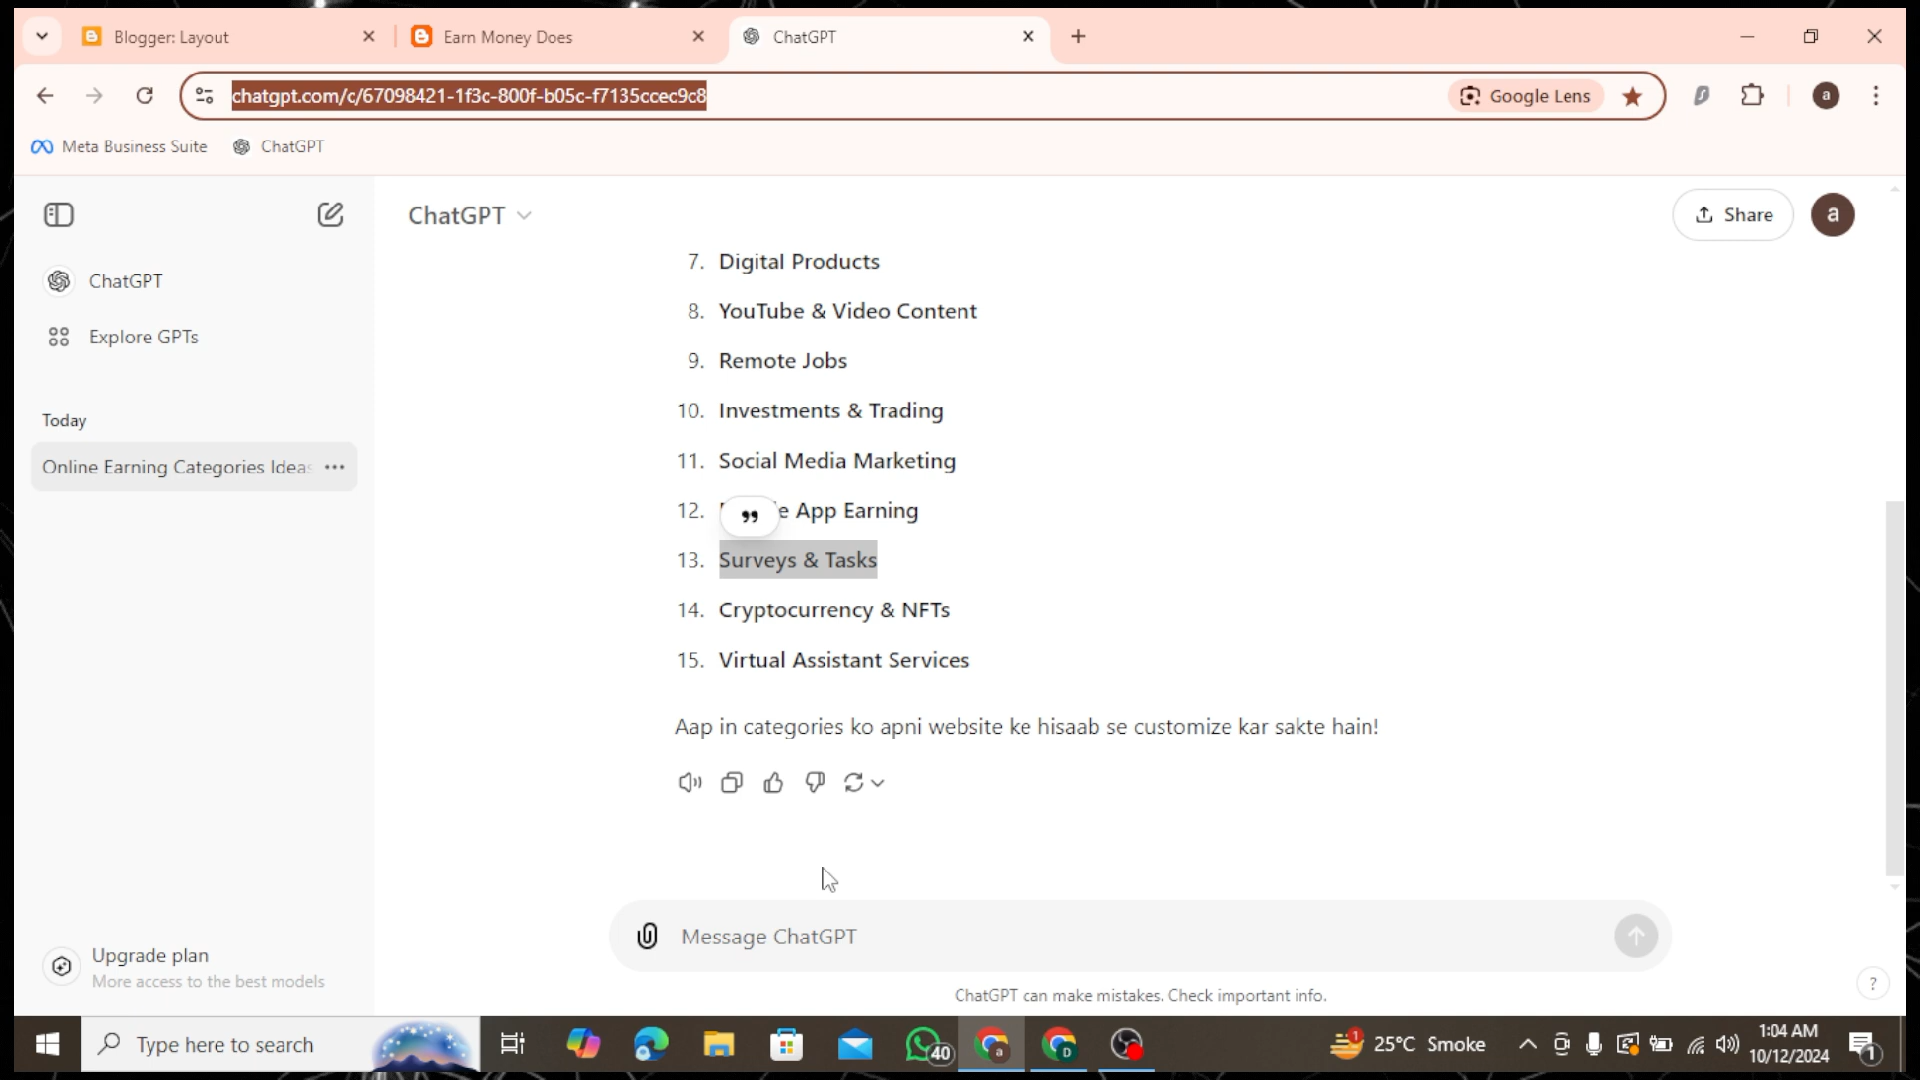 Blogger: Layout
Earn Money Does
ChatGPT
chatgpt.com/c/67098421-1f3c-800f-b05c-f7135ccec9c8
Google Lens
a
Meta Business Suite
ChatGPT
ChatGPT
Share
a
ChatGPT
Explore GPTs
Today
Online Earning Categories Ideas
7. Digital Products
8. YouTube & Video Content
9. Remote Jobs
10. Investments & Trading
11. Social Media Marketing
12. App Earning
13. Surveys & Tasks
14. Cryptocurrency & NFTs
15. Virtual Assistant Services
Aap in categories ko apni website ke hisaab se customize kar sakte hain!
Message ChatGPT
ChatGPT can make mistakes. Check important info.
?
Upgrade plan
More access to the best models
Type here to search
40
a
D
1
25°C Smoke
1:04 AM
10/12/2024
1